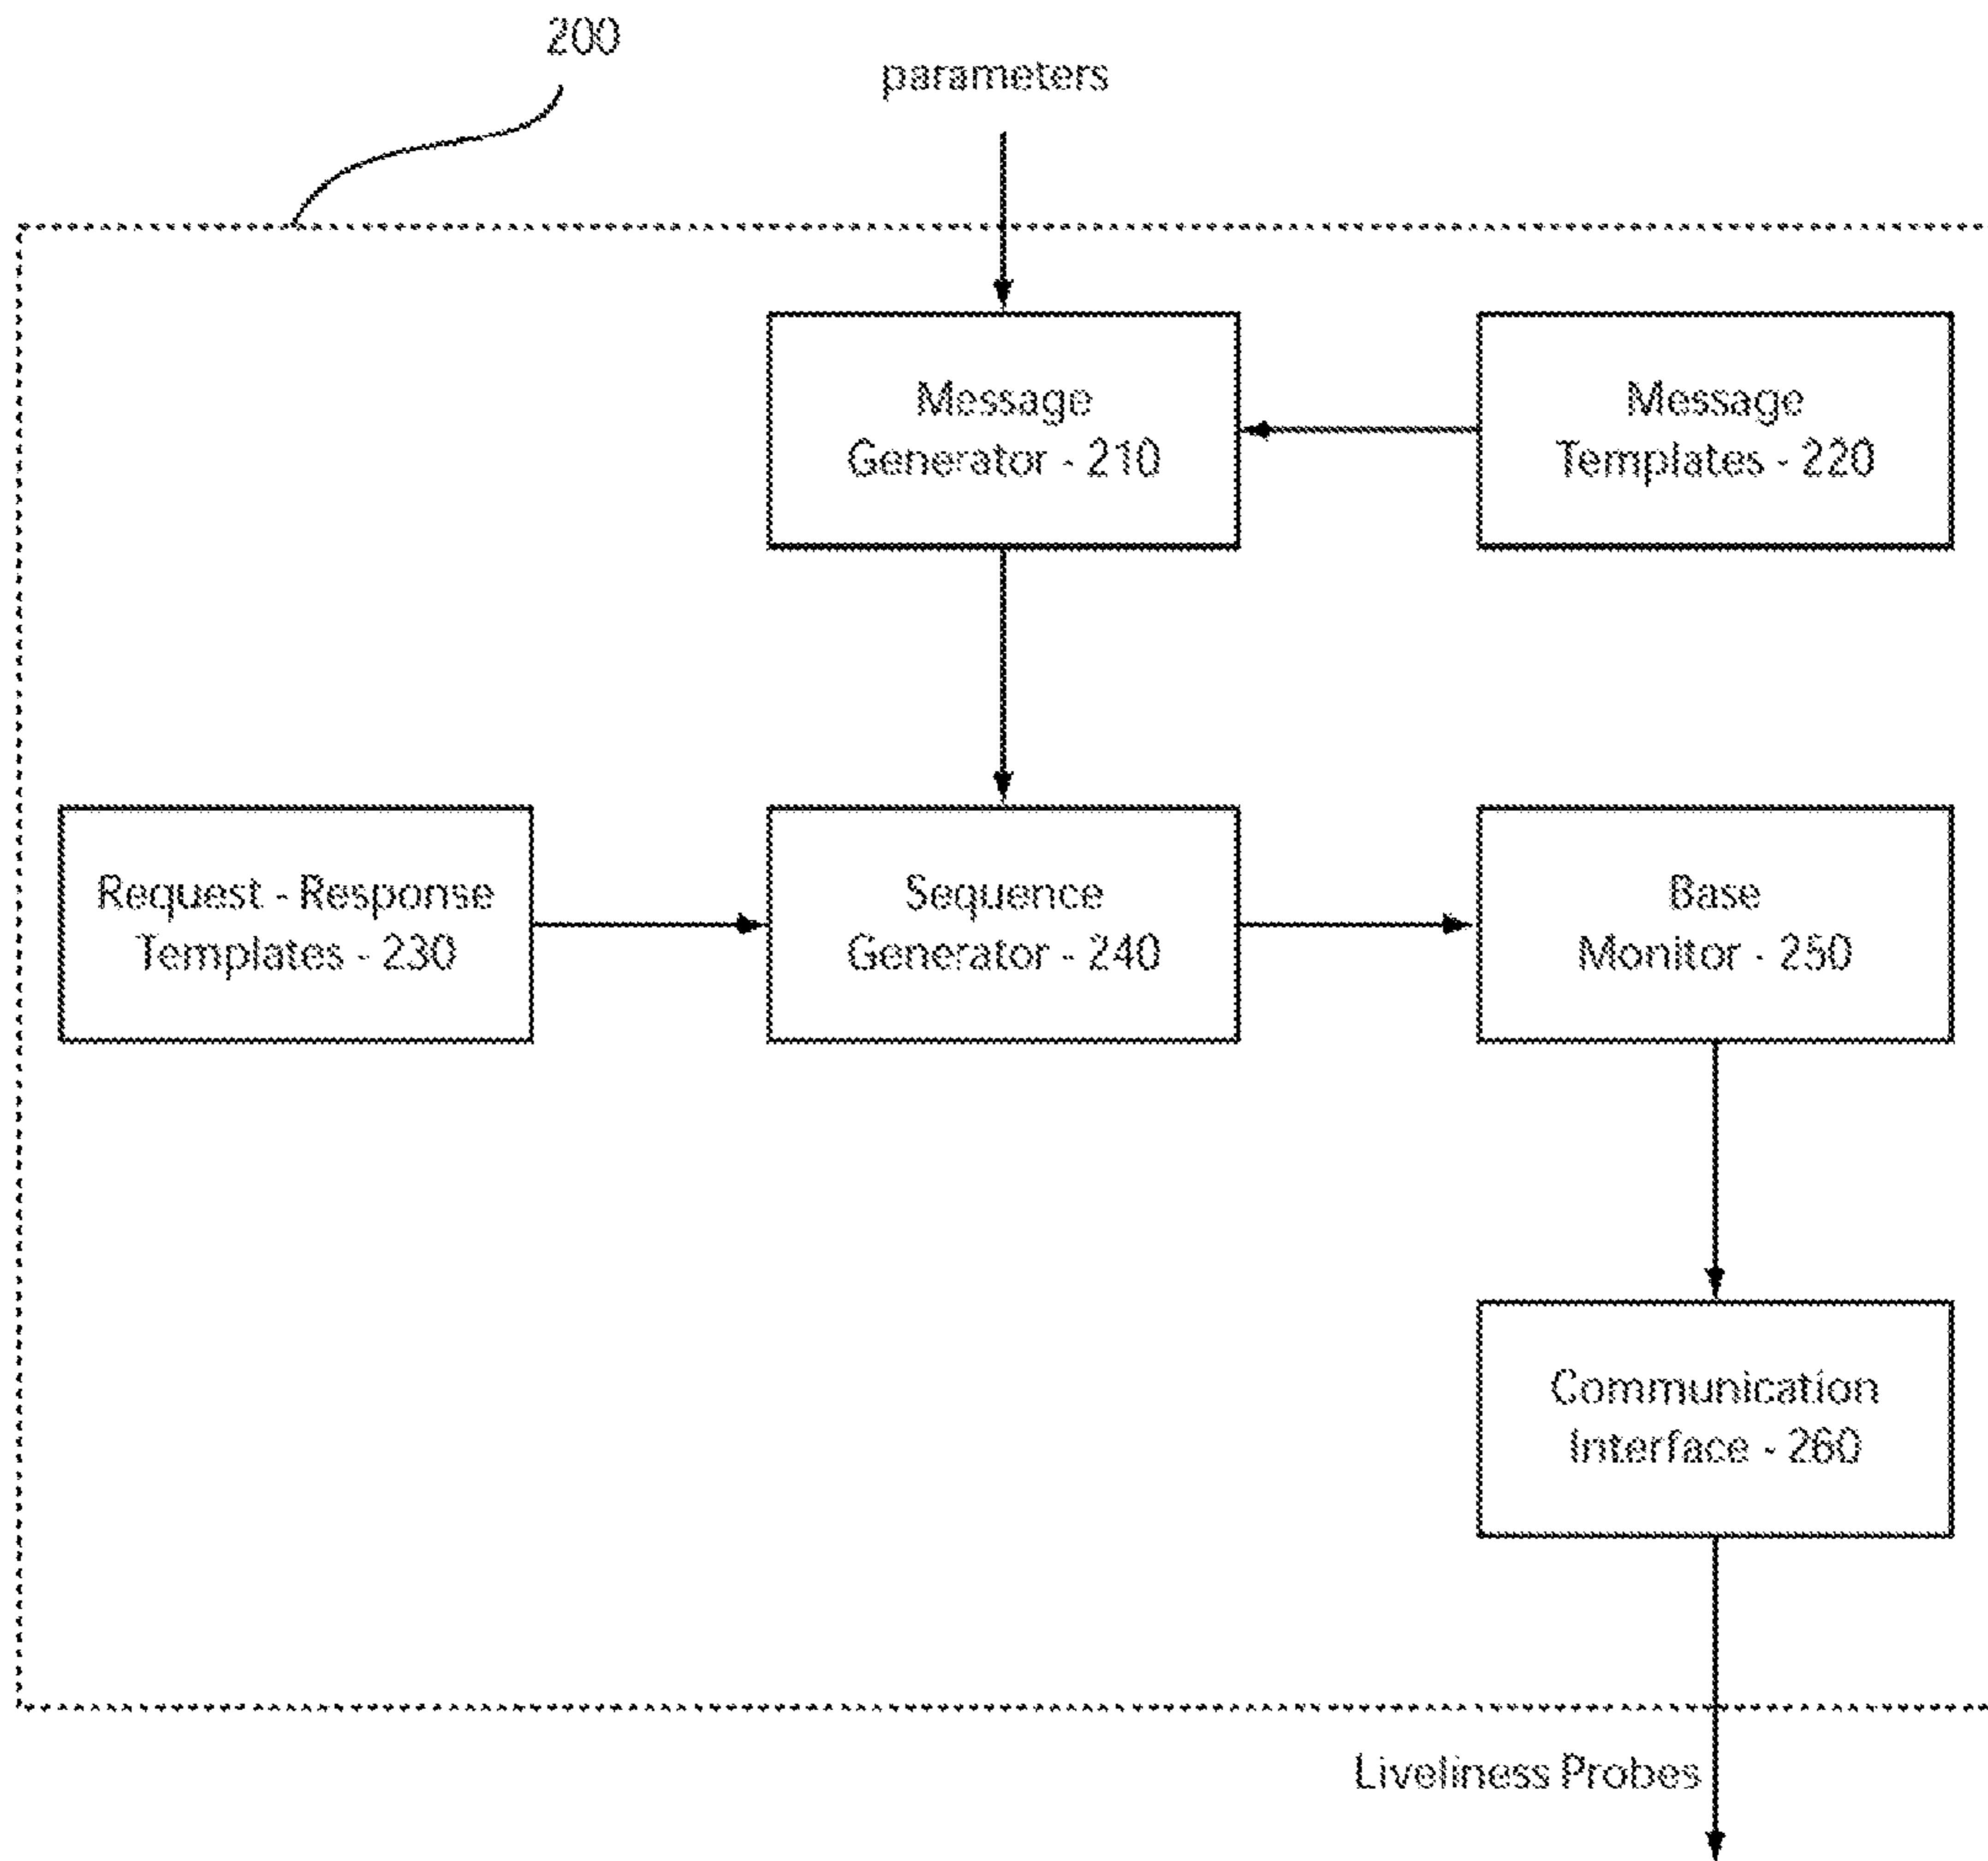 200
parameters
Message
Generator - 210
Message
Templates - 220
Request - Response
Templates - 230
Sequence
Generator - 240
Base
Monitor - 250
Communication
Interface - 260
Liveliness Probes